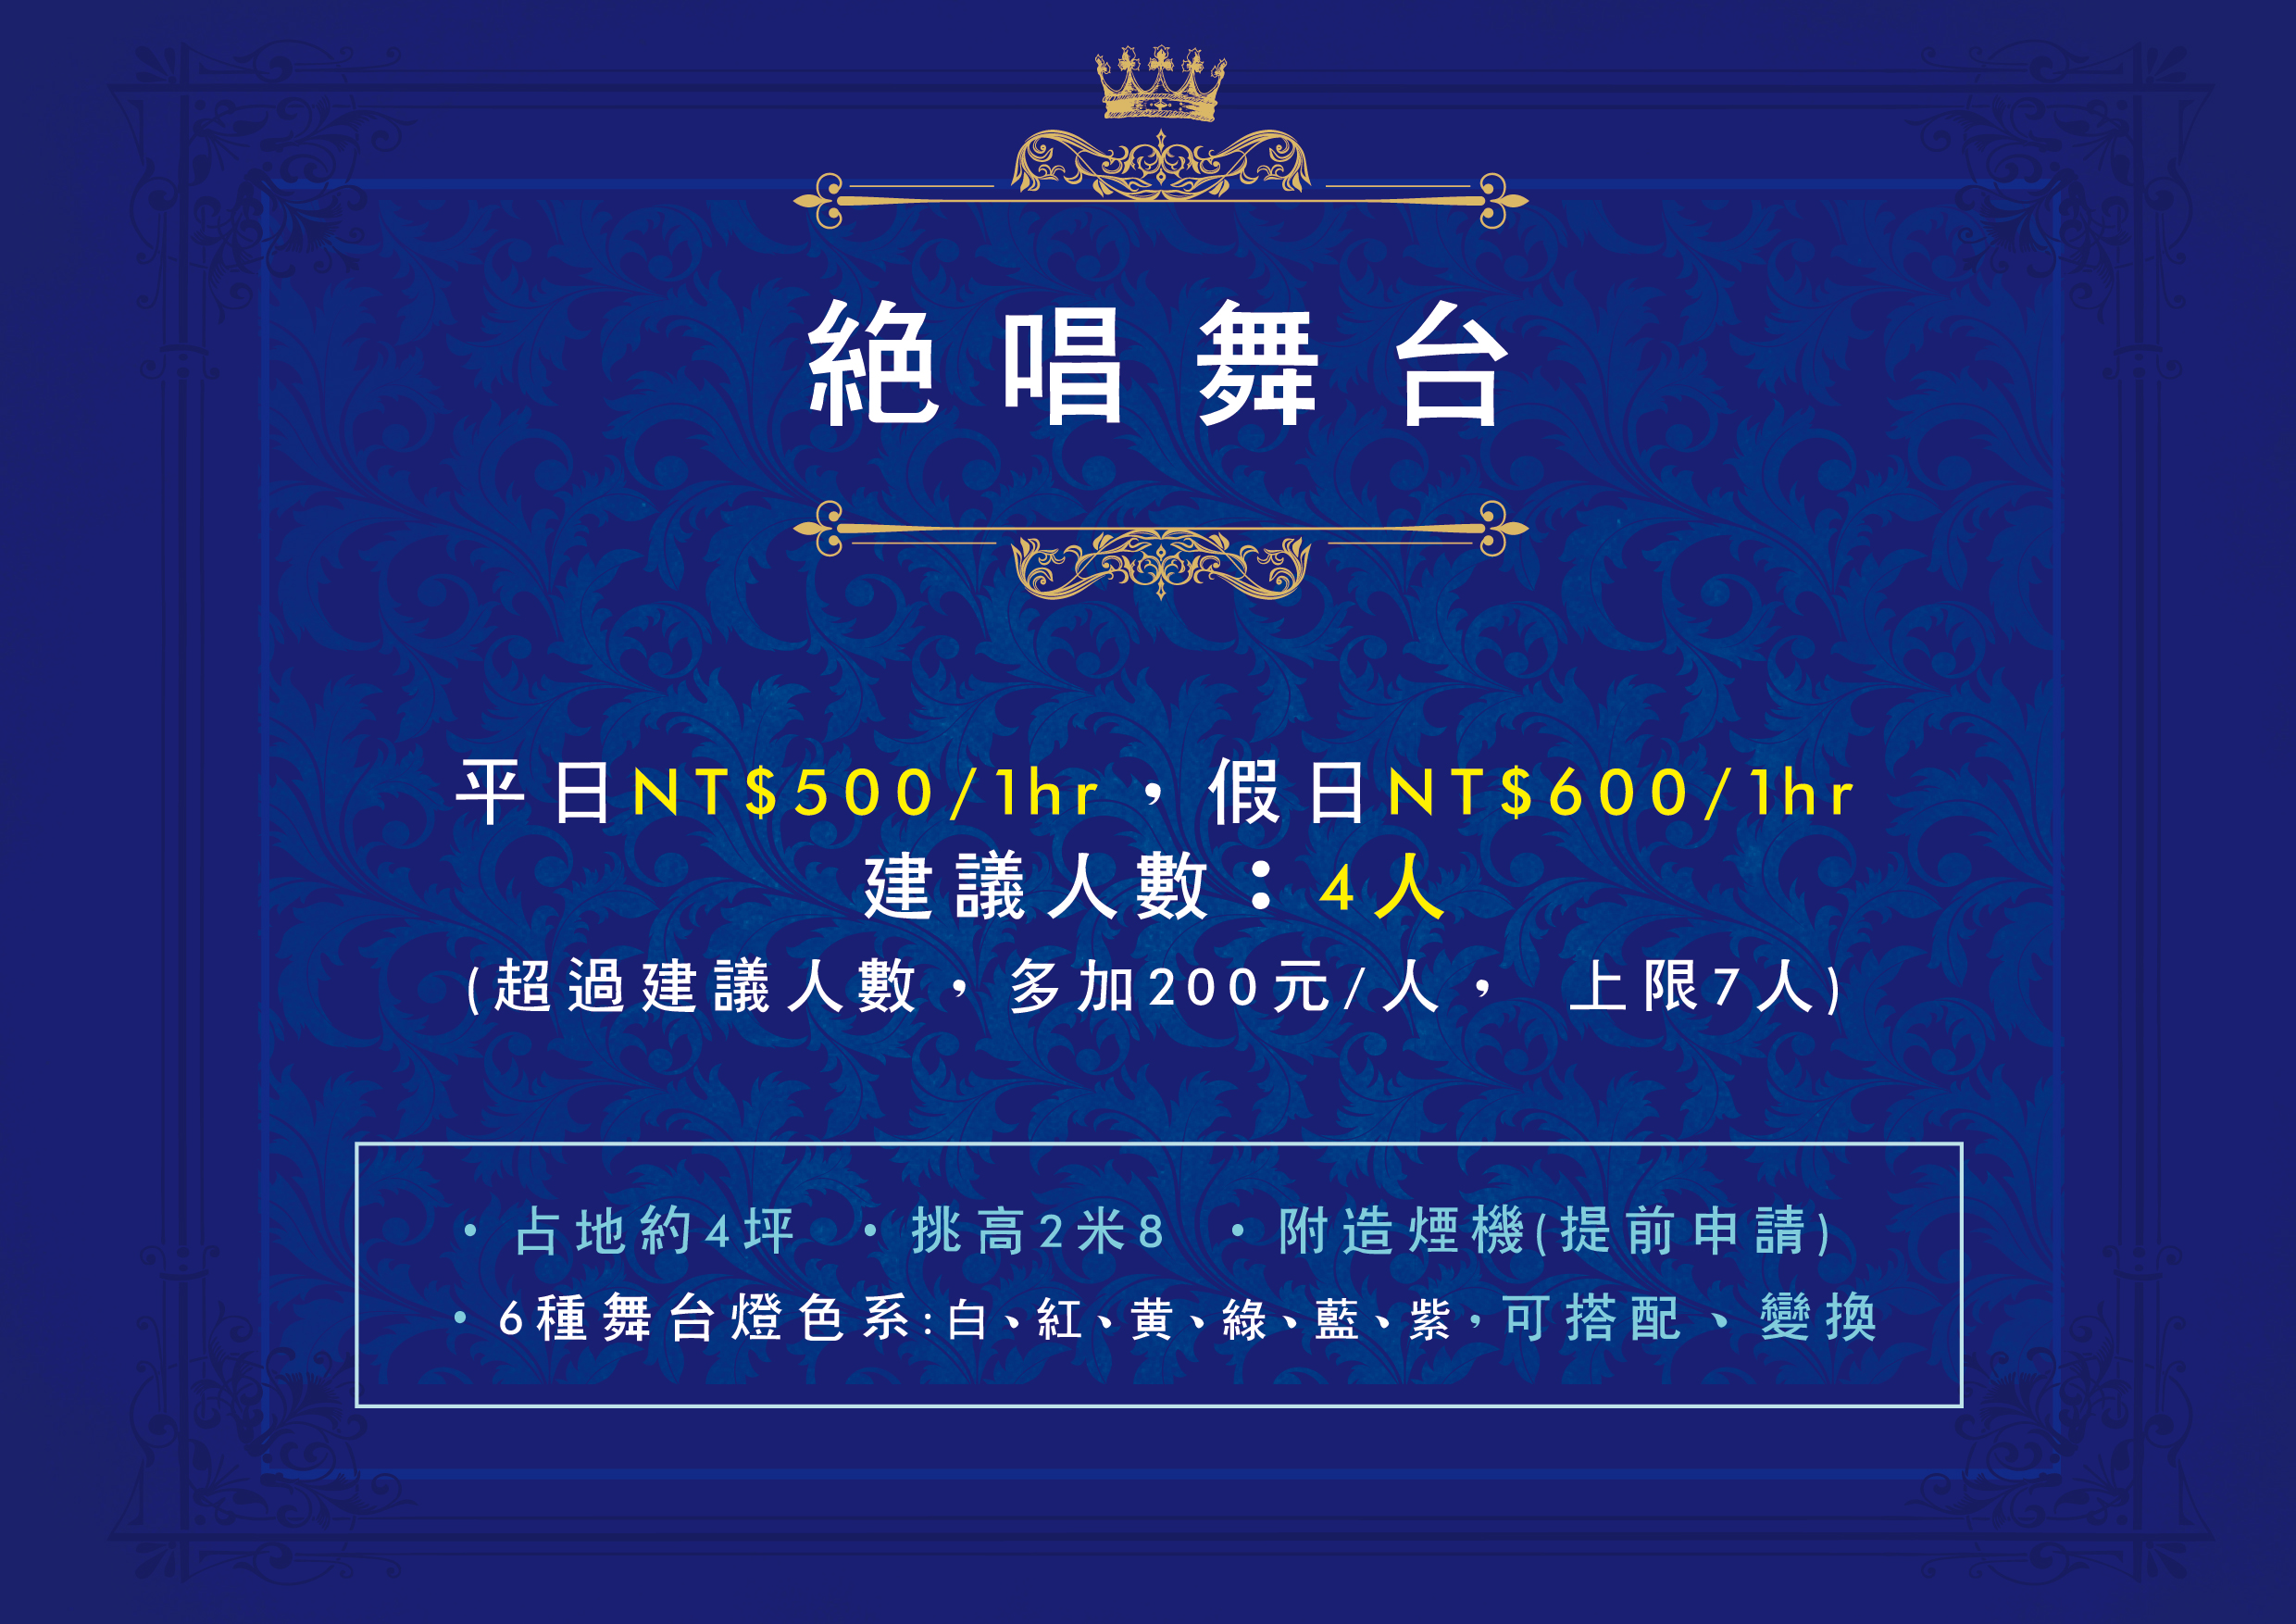 絶唱舞台
平日NT$500/1hr，假日NT$600/1hr
建議人數：4人
(超過建議人數，多加200元/人， 上限7人)
・占地約4坪 ・挑高2米8 ・附造煙機(提前申請)
・6種舞台燈色系:白、紅、黄、綠、藍、紫，可搭配、變換